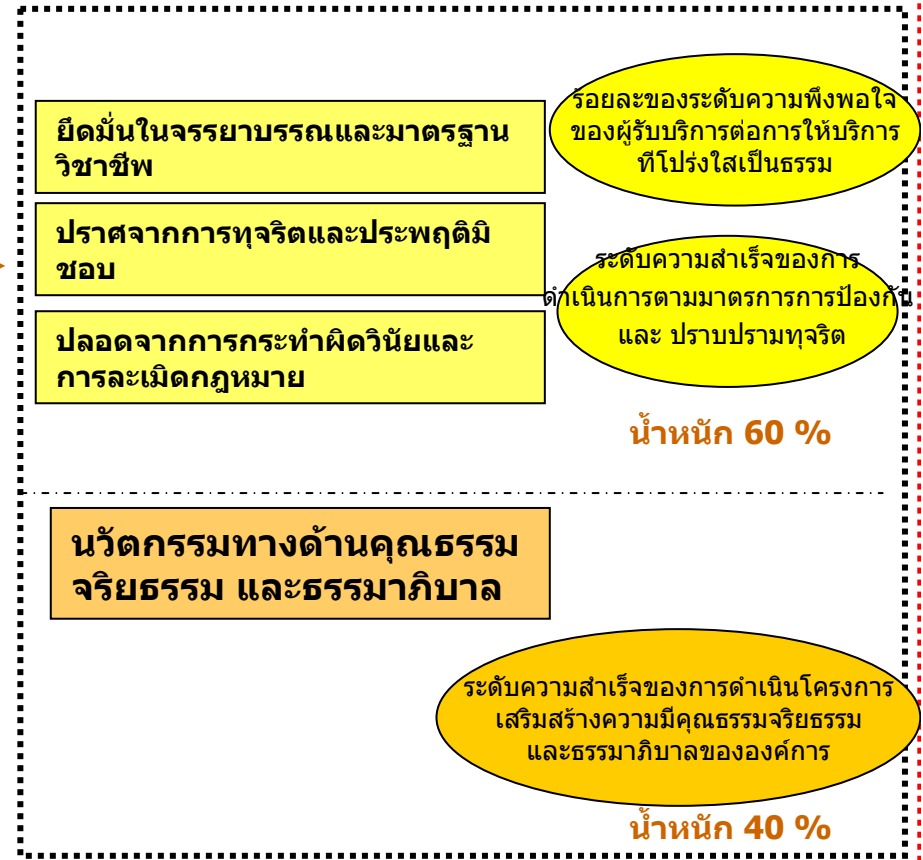 ร้อยละของระดับความพึงพอใจ
ของผู้รับบริการต่อการให้บริการ
ที่โปร่งใสเป็นธรรม
ยึดมั่นในจรรยาบรรณและมาตรฐาน
วิชาชีพ
ปราศจากการทุจริตและประพฤติมิ
ชอบ
ระดับความสำเร็จของการ
ดำเนินการตามมาตรการการป้องกัน
และ ปราบปรามทุจริต
ปลอดจากการกระทำผิดวินัยและ
การละเมิดกฎหมาย
น้ำหนัก 60 %
นวัตกรรมทางด้านคุณธรรม
จริยธรรม และธรรมาภิบาล
ระดับความสำเร็จของการดำเนินโครงการ
เสริมสร้างความมีคุณธรรมจริยธรรม
และธรรมาภิบาลขององค์การ
น้ำหนัก 40 %